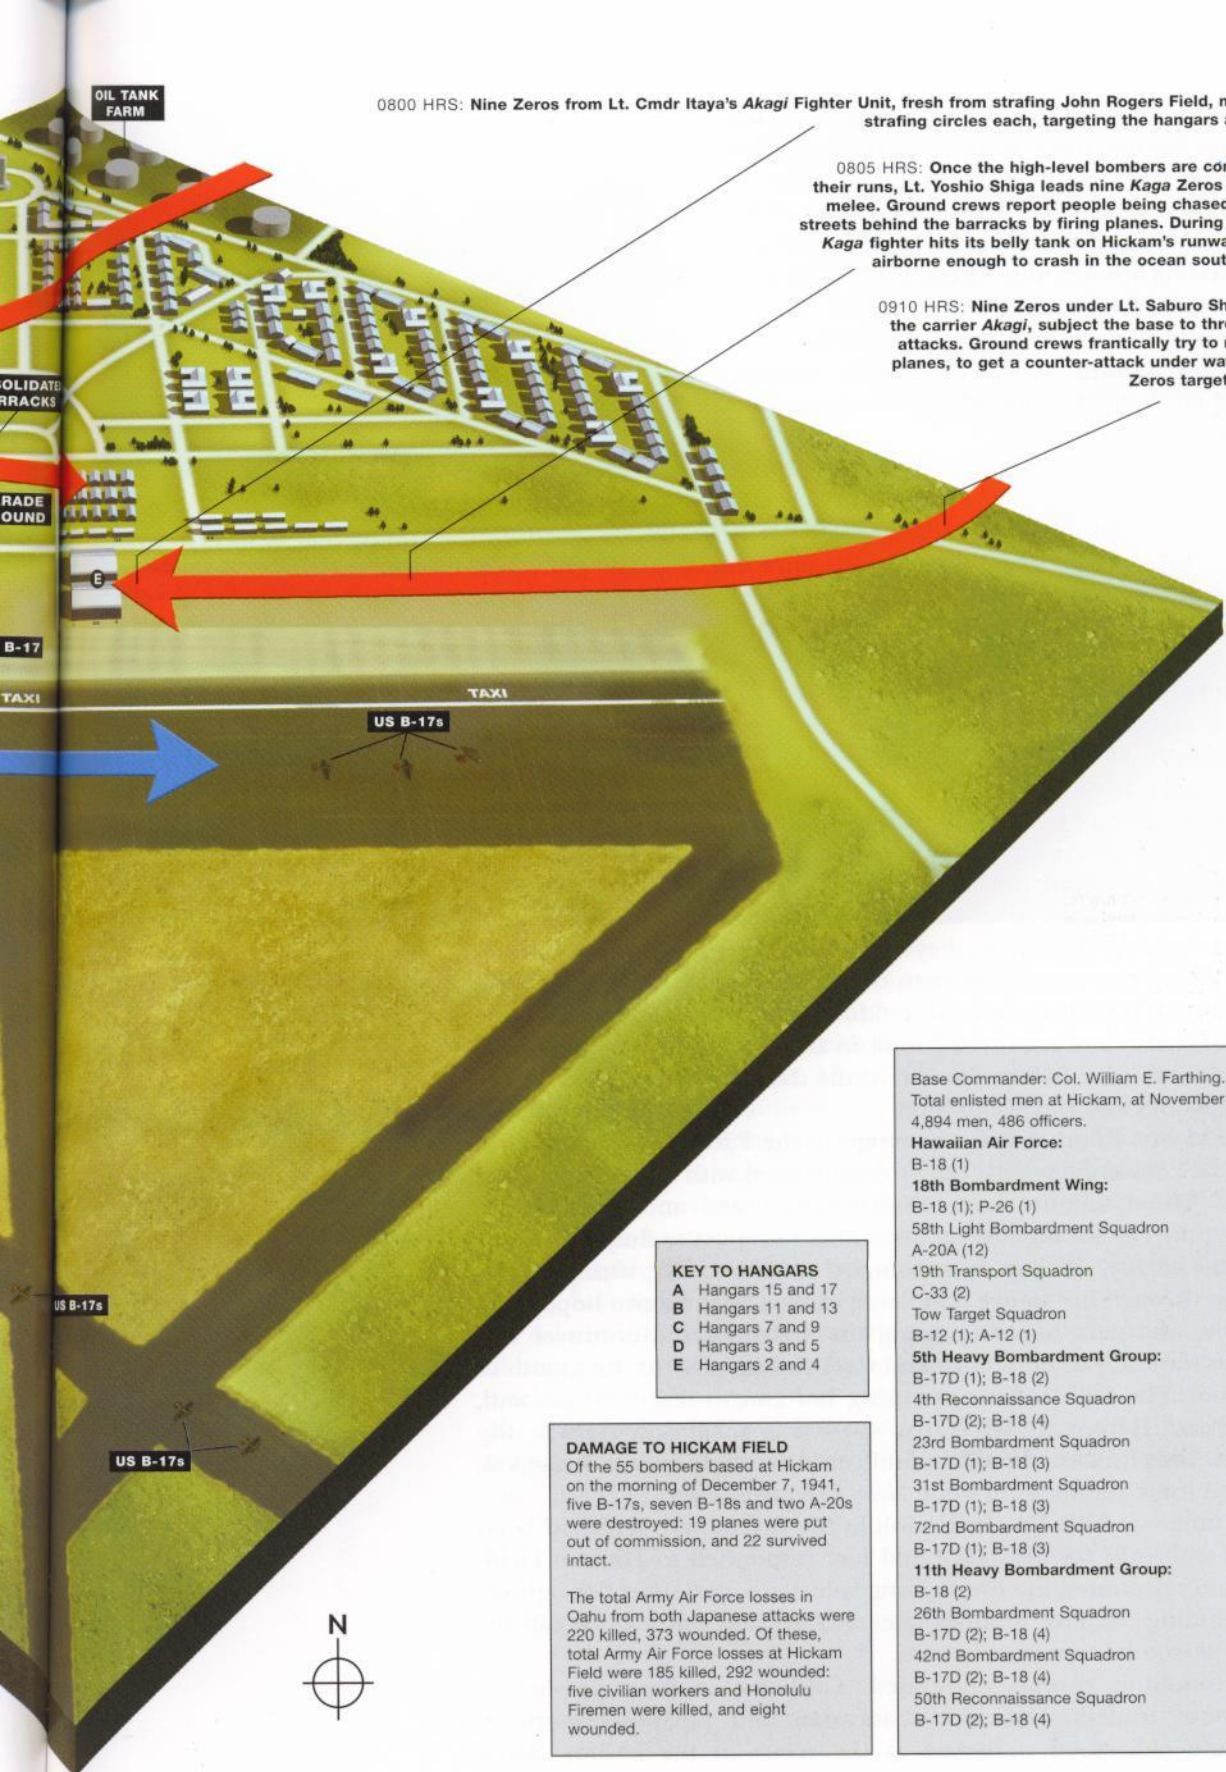 OIL TANK
FARM
0800 HRS: Nine Zeros from Lt. Cmdr Itaya's Akagi Fighter Unit, fresh from strafing John Rogers Field,
strafing circles each, targeting the hangars
0805 HRS: Once the high-level bombers are
their runs, Lt. Yoshio Shiga leads nine Kaga Zeros
melee. Ground crews report people being chased
streets behind the barracks by firing planes. During
Kaga fighter hits its belly tank on Hickam's
airborne enough to crash in the ocean
0910 HRS: Nine Zeros under Lt. Saburo
the carrier Akagi, subject the base to
attacks. Ground crews frantically try to
planes, to get a counter-attack under
Zeros
E
B-17
TAXI
TAXI
US B-17s
US B-17s
US B-17s
KEY TO HANGARS
A Hangars 15 and 17
B Hangars 11 and 13
C Hangars 7 and 9
D Hangars 3 and 5
E Hangars 2 and 4
DAMAGE TO HICKAM FIELD
Of the 55 bombers based at Hickam
on the morning of December 7, 1941,
five B-17s, seven B-18s and two A-20s
were destroyed: 19 planes were put
out of commission, and 22 survived
intact.
The total Army Air Force losses in
Oahu from both Japanese attacks were
220 killed, 373 wounded. Of these,
total Army Air Force losses at Hickam
Field were 185 killed, 292 wounded:
five civilian workers and Honolulu
Firemen were killed, and eight
wounded.
N
Base Commander: Col. William E. Farthing.
Total enlisted men at Hickam, at November
4,894 men, 486 officers.
Hawaiian Air Force:
B-18 (1)
18th Bombardment Wing:
B-18 (1); P-26 (1)
58th Light Bombardment Squadron
A-20A (12)
19th Transport Squadron
C-33 (2)
Tow Target Squadron
B-12 (1); A-12 (1)
5th Heavy Bombardment Group:
B-17D (1); B-18 (2)
4th Reconnaissance Squadron
B-17D (2); B-18 (4)
23rd Bombardment Squadron
B-17D (1); B-18 (3)
31st Bombardment Squadron
B-17D (1); B-18 (3)
72nd Bombardment Squadron
B-17D (1); B-18 (3)
11th Heavy Bombardment Group:
B-18 (2)
26th Bombardment Squadron
B-17D (2); B-18 (4)
42nd Bombardment Squadron
B-17D (2); B-18 (4)
50th Reconnaissance Squadron
B-17D (2); B-18 (4)